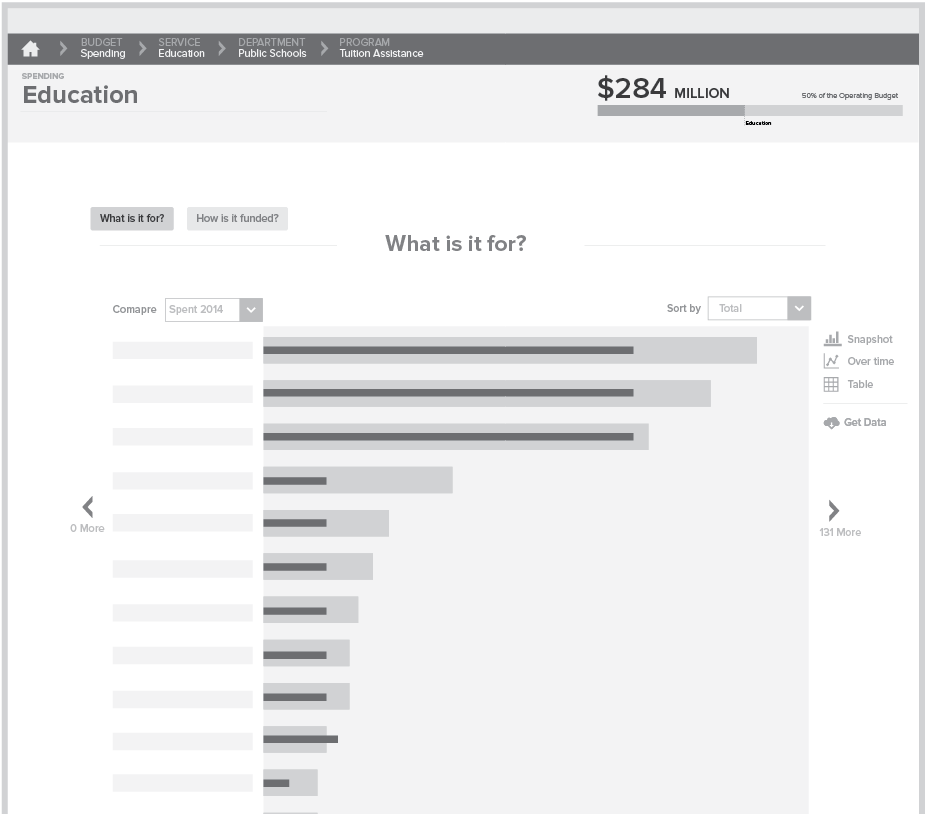 BUDGET
Spending
SERVICE
Education
DEPARTMENT
Public Schools
PROGRAM
Tuition Assistance
SPENDING
Education
$284 MILLION
50% of the Operating Budget
Education
What is it for?
How is it funded?
What is it for?
Comapre
Spent 2014
Sort by
Total
Snapshot
Over time
Table
Get Data
0 More
131 More